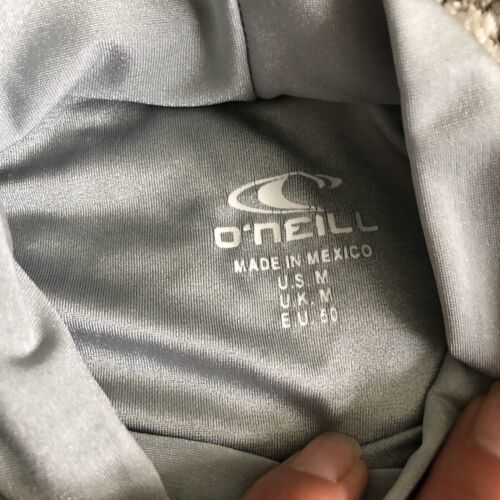 O'NEILL
MADE IN MEXICO
U.S. M
U.K. M
E.U. 50